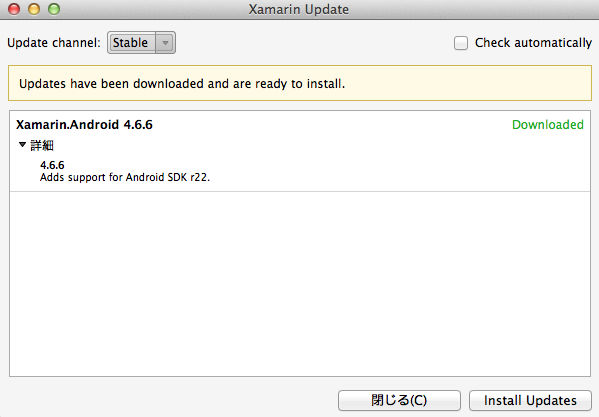 Xamarin Update
Update channel: Stable Check automatically
Updates have been downloaded and are ready to install.
Xamarin.Android 4.6.6 Downloaded
詳細
4.6.6
Adds support for Android SDK r22.
閉じる(C) Install Updates